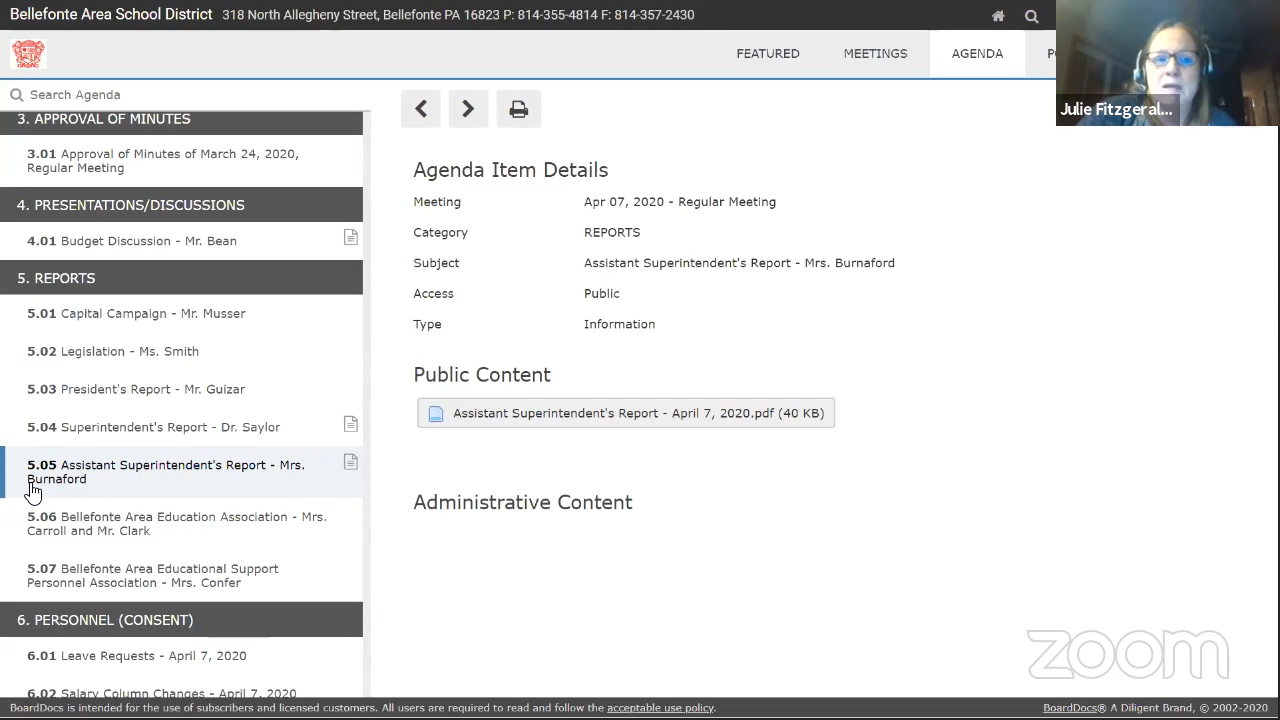 Bellefonte Area School District 318 North Allegheny Street, Bellefonte PA 16823 P: 814-355-4814 F: 814-357-2430
FEATURED MEETINGS AGENDA
Julie Fitzgeral...
Search Agenda
3. APPROVAL OF MINUTES
3.01 Approval of Minutes of March 24, 2020,
Regular Meeting
4. PRESENTATIONS/DISCUSSIONS
4.01 Budget Discussion - Mr. Bean
5. REPORTS
5.01 Capital Campaign - Mr. Musser
5.02 Legislation - Ms. Smith
5.03 President's Report - Mr. Guizar
5.04 Superintendent's Report - Dr. Saylor
5.05 Assistant Superintendent's Report - Mrs.
Burnaford
5.06 Bellefonte Area Education Association - Mrs.
Carroll and Mr. Clark
5.07 Bellefonte Area Educational Support
Personnel Association - Mrs. Confer
6. PERSONNEL (CONSENT)
6.01 Leave Requests - April 7, 2020
6.02 Salary Column Changes - April 7, 2020
Agenda Item Details
Meeting Apr 07, 2020 - Regular Meeting
Category REPORTS
Subject Assistant Superintendent's Report - Mrs. Burnaford
Access Public
Type Information
Public Content
Assistant Superintendent's Report - April 7, 2020.pdf (40 KB)
Administrative Content
zoom
BoardDocs is intended for the use of subscribers and licensed customers. All users are required to read and follow the acceptable use policy. BoardDocs® A Diligent Brand, © 2002-2020